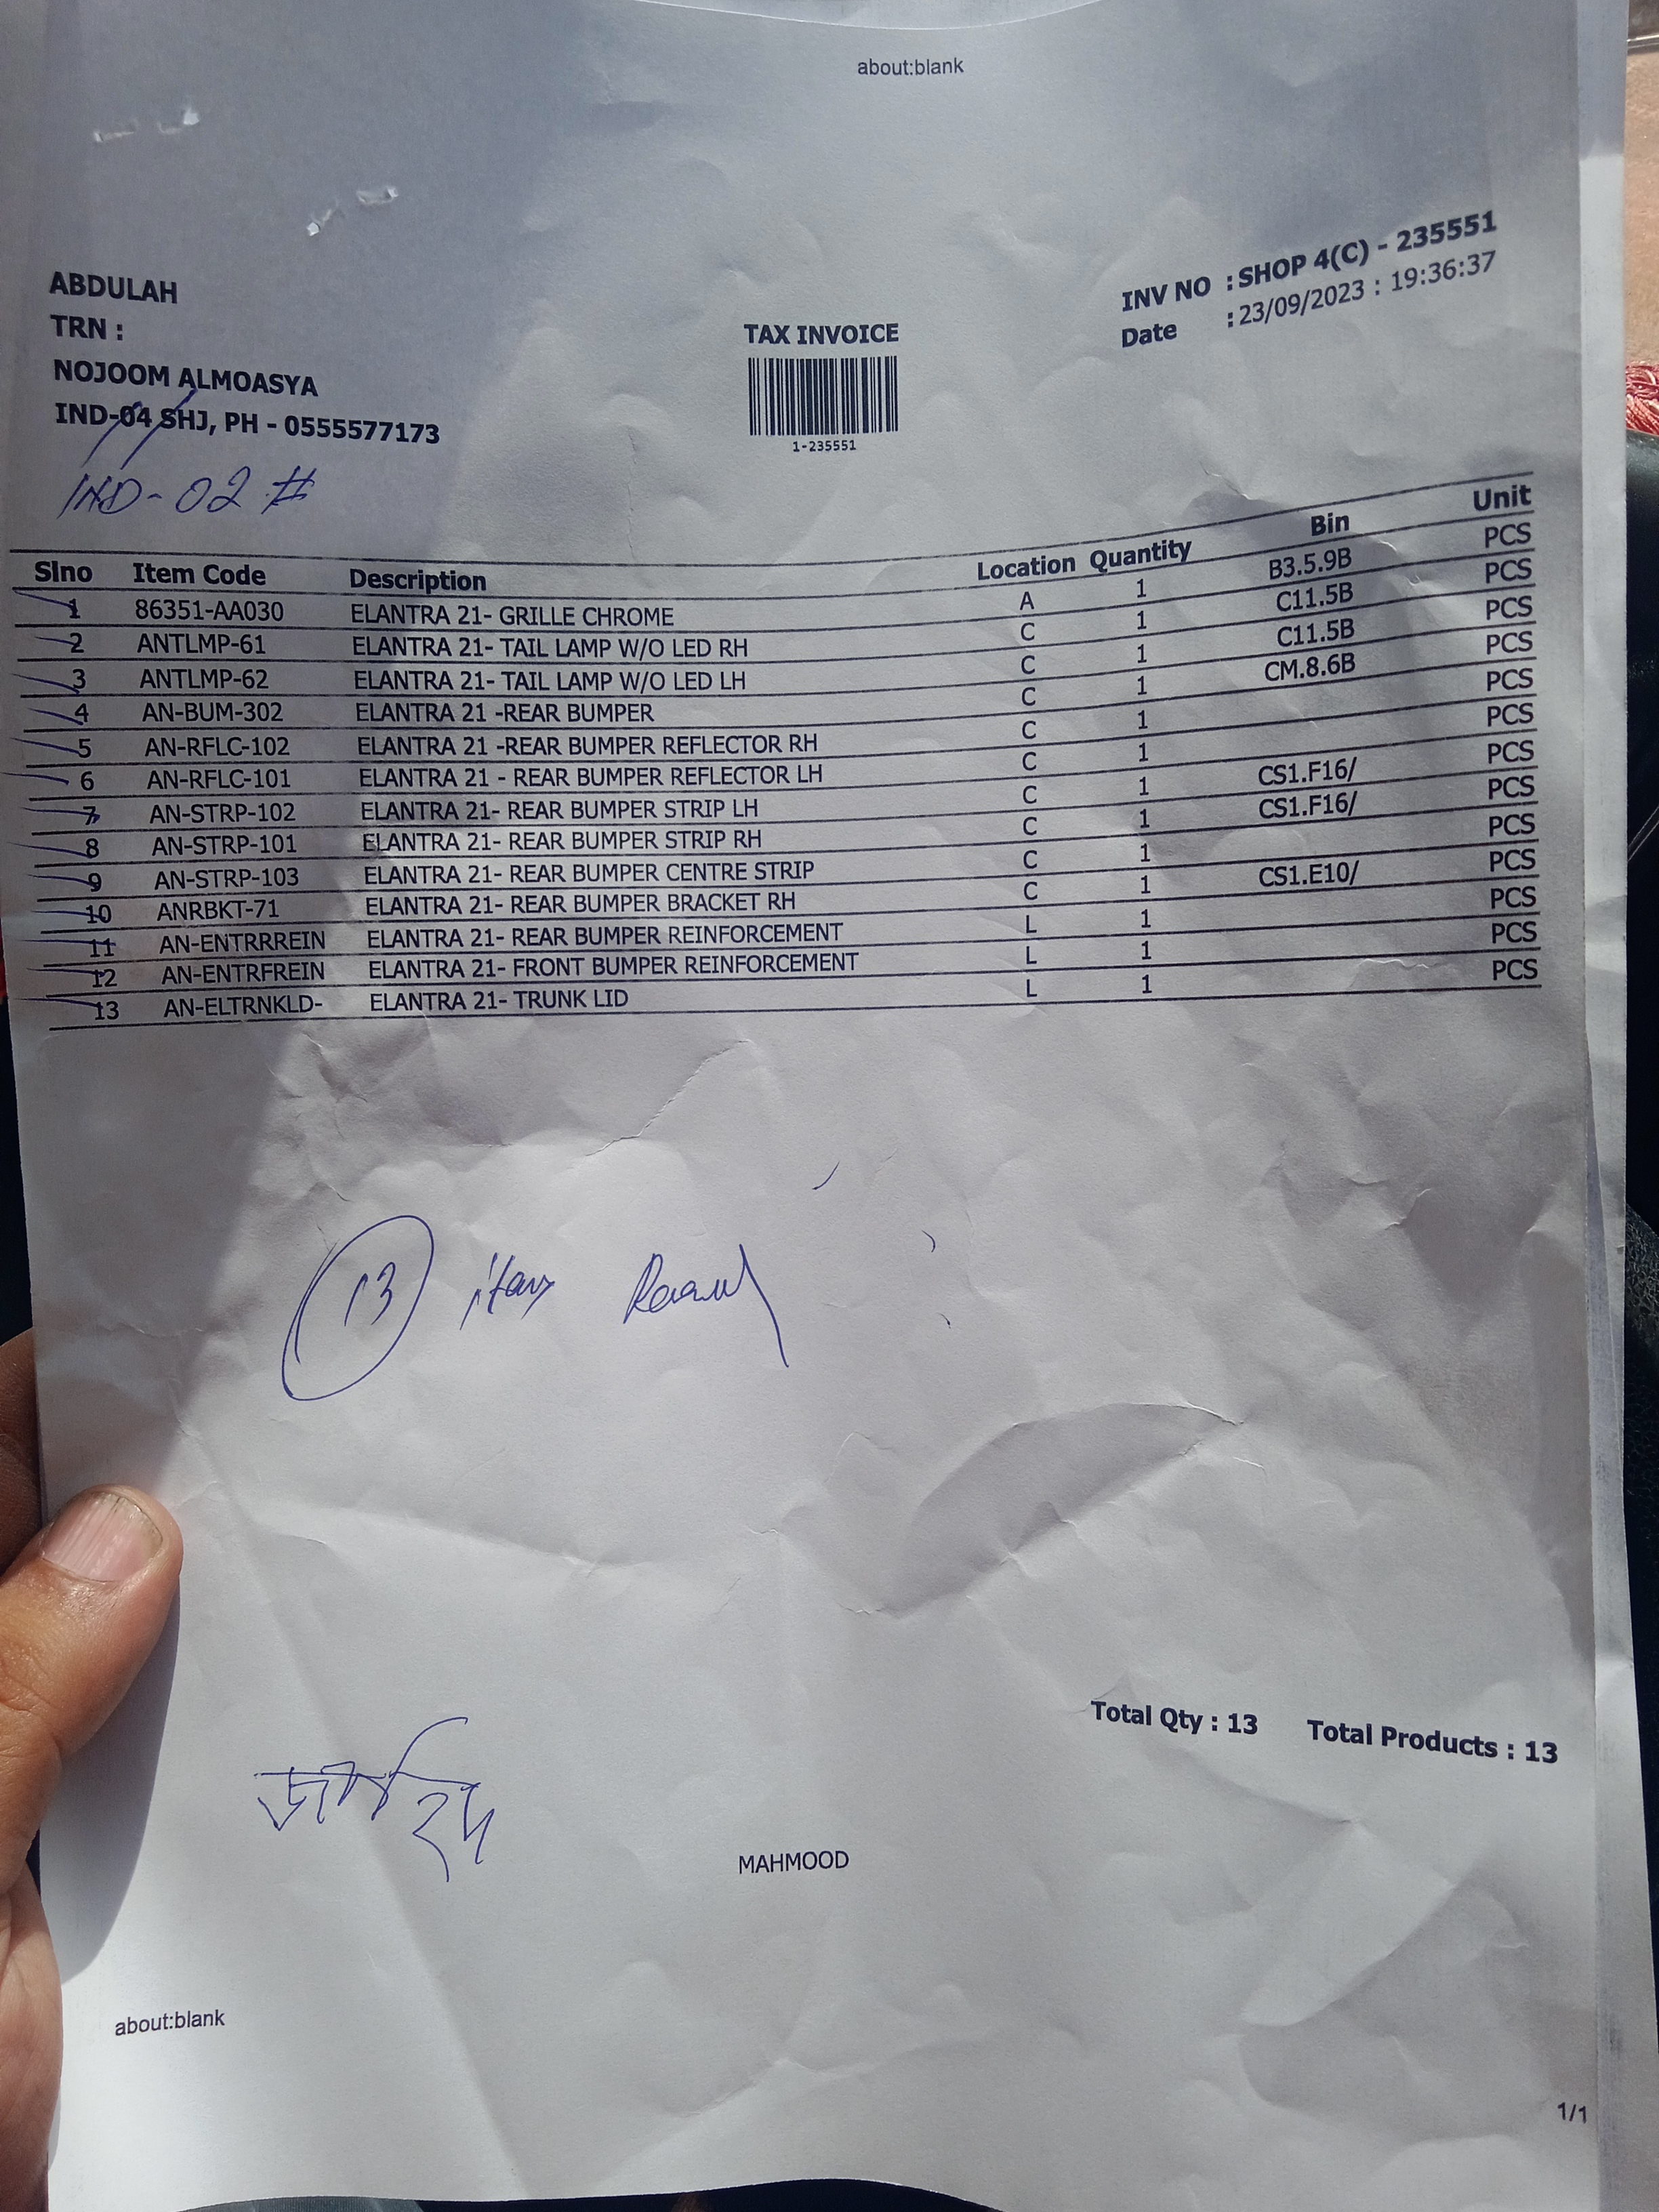 about:blank
ABDULAH
TRN :
NOJOOM ALMOASYA
IND-04 SHJ, PH - 0555577173
IND-02 #
TAX INVOICE
1-235551
INV NO : SHOP 4(C) - 235551
Date : 23/09/2023 : 19:36:37
Slno Item Code Description Location Quantity Bin Unit
1 86351-AA030 ELANTRA 21- GRILLE CHROME A 1 B3.5.9B PCS
2 ANTLMP-61 ELANTRA 21- TAIL LAMP W/O LED RH C 1 C11.5B PCS
3 ANTLMP-62 ELANTRA 21- TAIL LAMP W/O LED LH C 1 C11.5B PCS
4 AN-BUM-302 ELANTRA 21 -REAR BUMPER C 1 CM.8.6B PCS
5 AN-RFLC-102 ELANTRA 21 -REAR BUMPER REFLECTOR RH C 1 PCS
6 AN-RFLC-101 ELANTRA 21 - REAR BUMPER REFLECTOR LH C 1 PCS
7 AN-STRP-102 ELANTRA 21- REAR BUMPER STRIP LH C 1 CS1.F16/ PCS
8 AN-STRP-101 ELANTRA 21- REAR BUMPER STRIP RH C 1 CS1.F16/ PCS
9 AN-STRP-103 ELANTRA 21- REAR BUMPER CENTRE STRIP C 1 PCS
10 ANRBKT-71 ELANTRA 21- REAR BUMPER BRACKET RH C 1 CS1.E10/ PCS
11 AN-ENTRRREIN ELANTRA 21- REAR BUMPER REINFORCEMENT L 1 PCS
12 AN-ENTRFREIN ELANTRA 21- FRONT BUMPER REINFORCEMENT L 1 PCS
13 AN-ELTRNKLD- ELANTRA 21- TRUNK LID L 1 PCS
13
Total Qty : 13 Total Products : 13
MAHMOOD
about:blank
1/1